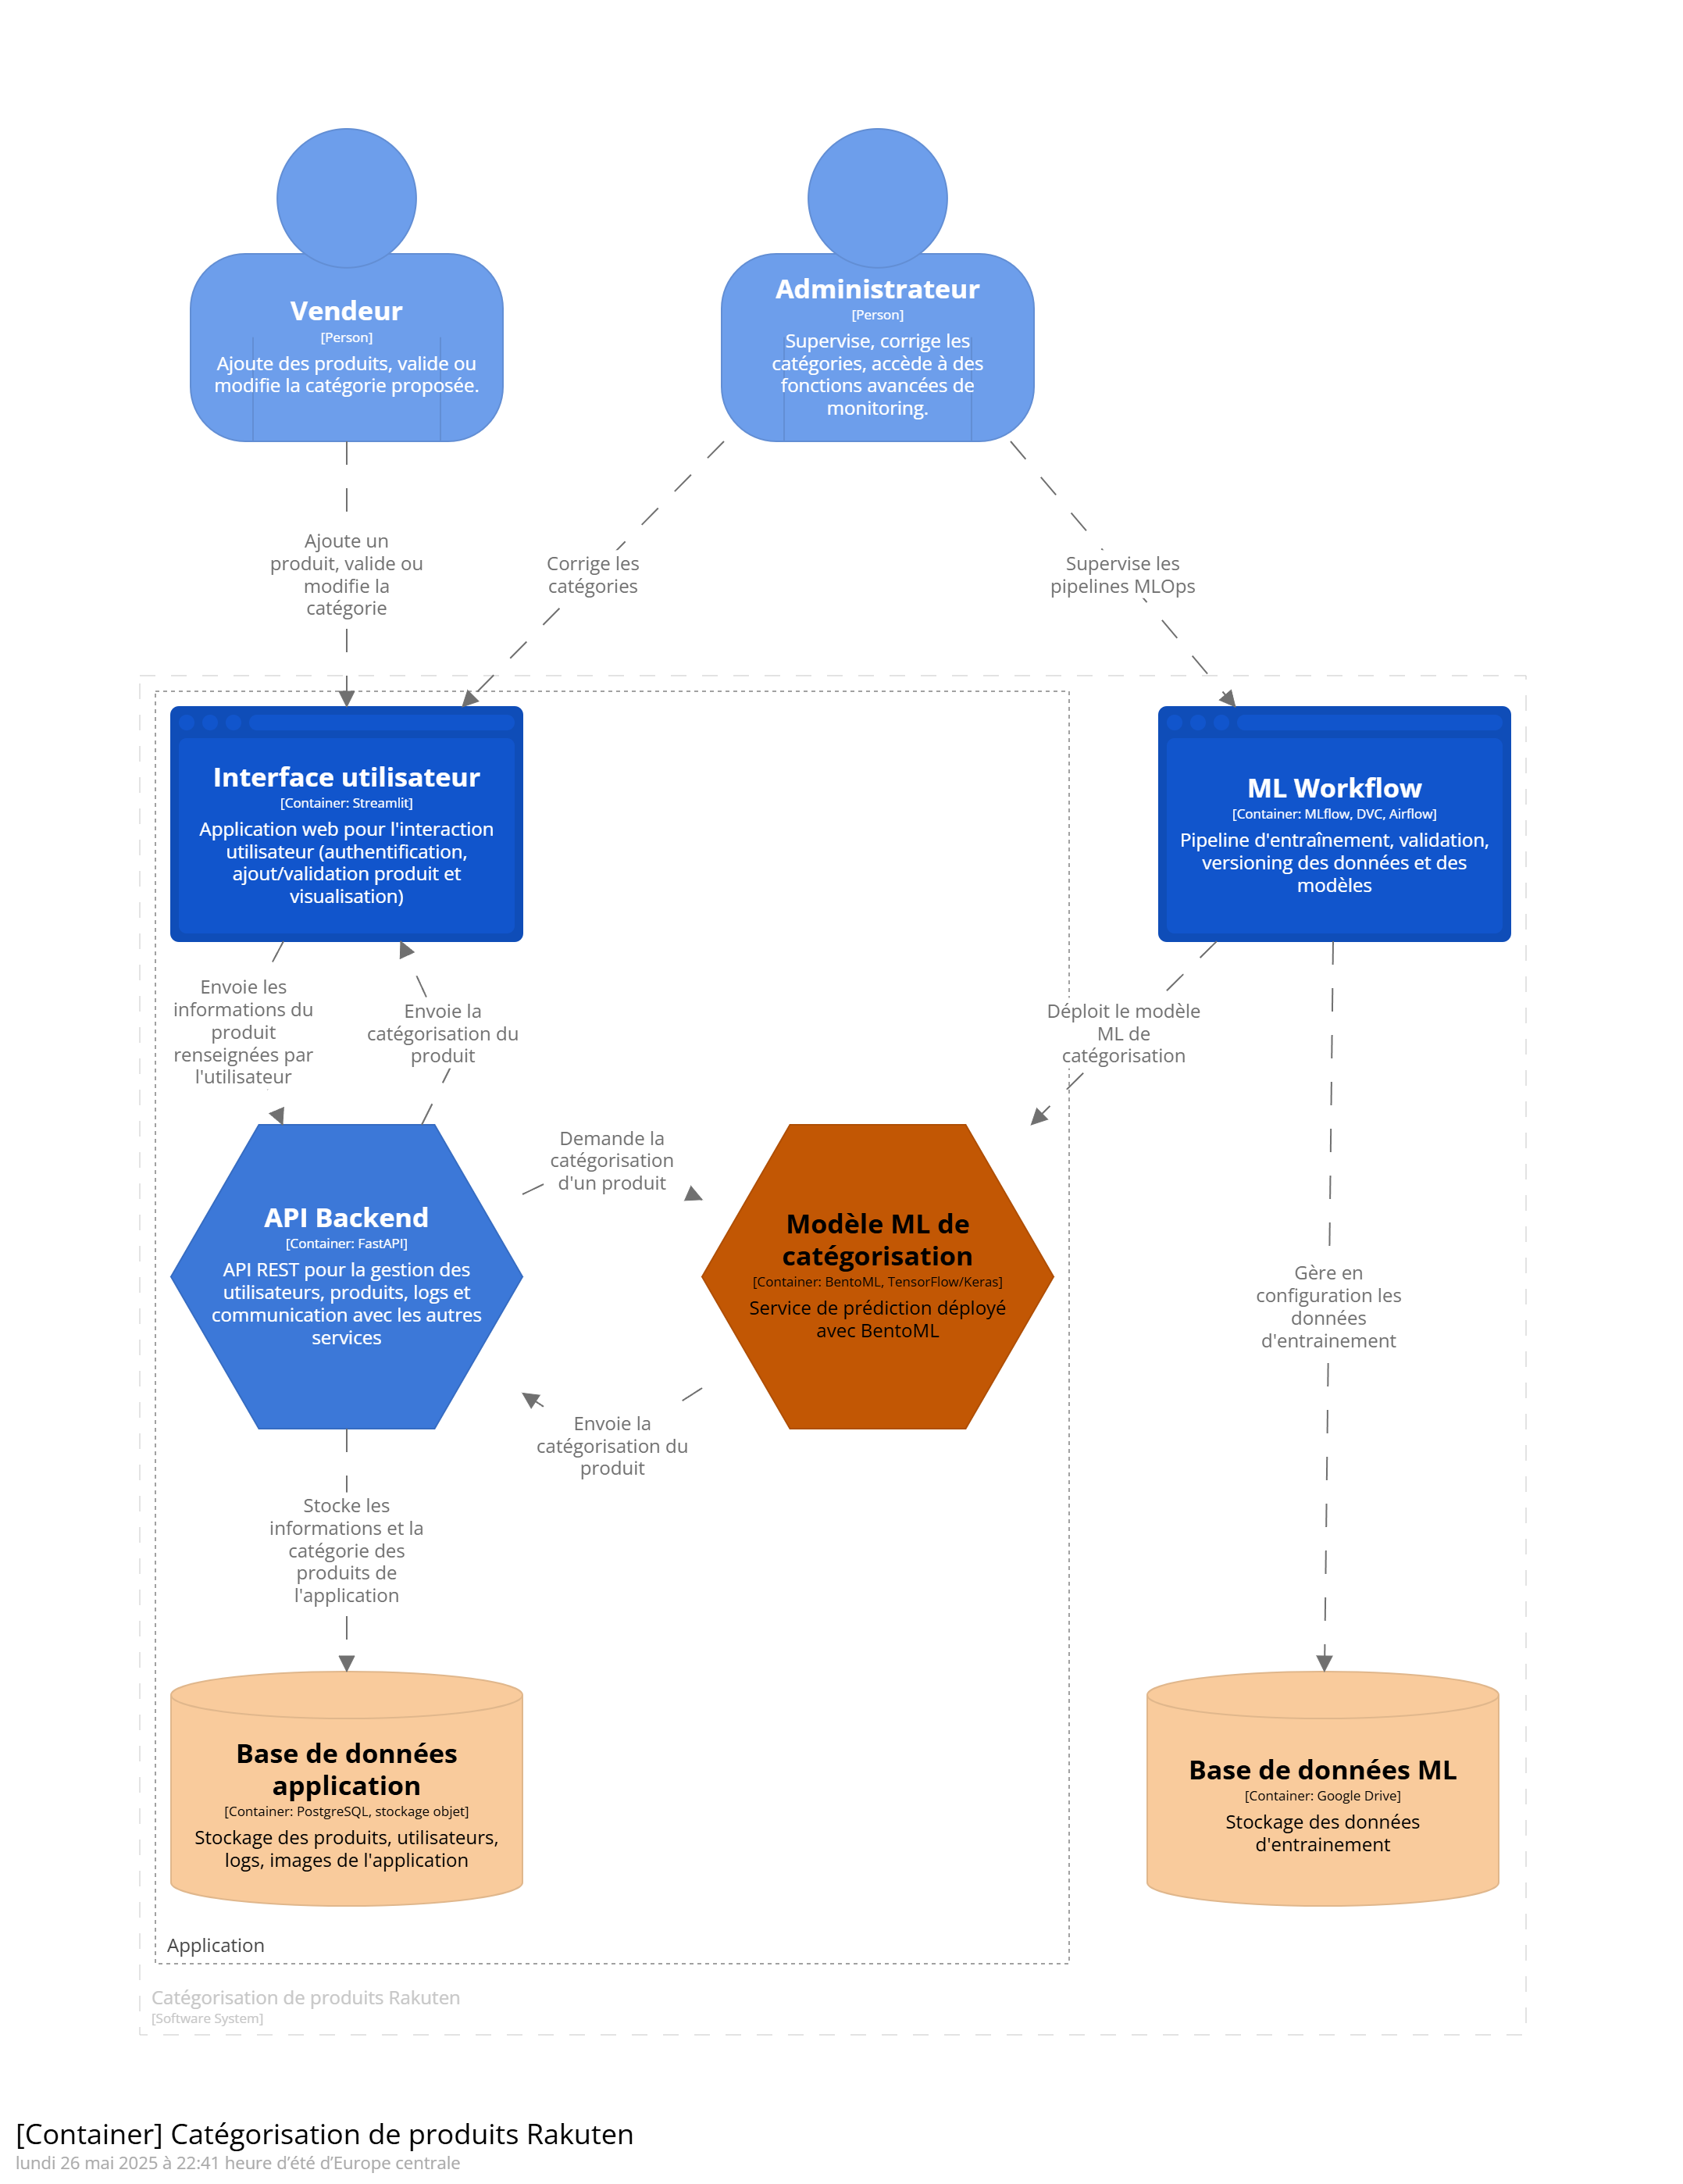 Vendeur
[Person]
Ajoute des produits, valide ou
modifie la catégorie proposée.
Administrateur
[Person]
Supervise, corrige les
catégories, accède à des
fonctions avancées de
monitoring.
Ajoute un
produit, valide ou
modifie la
catégorie
Corrige les
catégories
Supervise les
pipelines MLOps
Interface utilisateur
[Container: Streamlit]
Application web pour l'interaction
utilisateur (authentification,
ajout/validation produit et
visualisation)
ML Workflow
[Container: MLflow, DVC, Airflow]
Pipeline d'entraînement, validation,
versioning des données et des
modèles
Envoie les
informations du
produit
renseignées par
l'utilisateur
Envoie la
catégorisation du
produit
Déploit le modèle
ML de
catégorisation
Demande la
catégorisation
d'un produit
API Backend
[Container: FastAPI]
API REST pour la gestion des
utilisateurs, produits, logs et
communication avec les autres
services
Modèle ML de
catégorisation
[Container: BentoML, TensorFlow/Keras]
Service de prédiction déployé
avec BentoML
Gère en
configuration les
données
d'entrainement
Envoie la
catégorisation du
produit
Stocke les
informations et la
catégorie des
produits de
l'application
Base de données
application
[Container: PostgreSQL, stockage objet]
Stockage des produits, utilisateurs,
logs, images de l'application
Base de données ML
[Container: Google Drive]
Stockage des données
d'entrainement
Application
Catégorisation de produits Rakuten
[Software System]
[Container] Catégorisation de produits Rakuten
lundi 26 mai 2025 à 22:41 heure d’été d’Europe centrale